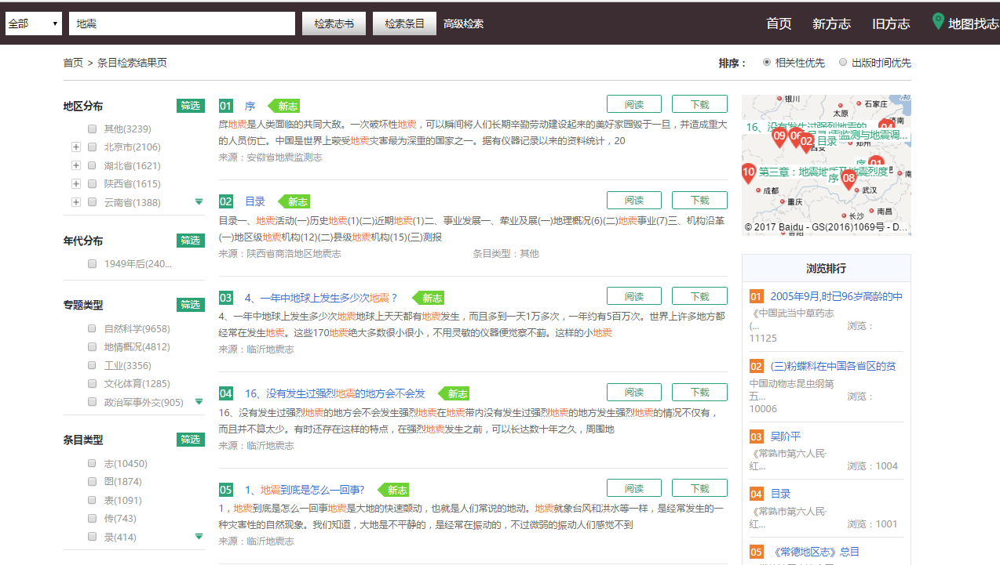 全部 地震 检索志书 检索条目 高级检索 首页 新方志 旧方志 地图找志
首页 > 条目检索结果页 排序： 相关性优先 出版时间优先
地区分布 筛选
其他(3239)
北京市(2106)
湖北省(1621)
陕西省(1615)
云南省(1388)
年代分布 筛选
1949年后(240...
专题类型 筛选
自然科学(9658)
地情概况(4812)
工业(3356)
文化体育(1285)
政治军事外交(905)
条目类型 筛选
志(10450)
图(1874)
表(1091)
传(743)
录(414)
01 序 新志 阅读 下载
地震是人类面临的共同大敌。一次破坏性地震，可以瞬间将人们长期辛勤劳动建设起来的美好家园毁于一旦，并造成重大
的人员伤亡。中国是世界上蒙受地震灾害最为深重的国家之一。据有仪器记录以来的资料统计，20
来源：安徽省地震监测志
02 目录 新志 阅读 下载
目录一、地震活动(一)历史地震(1)(二)近期地震(1)二、事业发展一、荦业及展(一)地理概况(6)(二)地震事业(7)三、机构沿革
(一)地区级地震机构(12)(二)县级地震机构(15)(三)测报
来源：陕西省商洛地区地震志 条目类型：其他
03 4、一年中地球上发生多少次地震？ 新志 阅读 下载
4、一年中地球上发生多少次地震地球上天天都有地震发生，而且多到一天1万多次，一年约有5百万次。世界上许多地方都
经常在发生地震。这些170地震绝大多数很小很小，不用灵敏的仪器便觉察不蓟。这样的小地震
来源：临沂地震志
04 16、没有发生过强烈地震的地方会不会发 新志 阅读 下载
16、没有发生过强烈地震的地方会不会发生强烈地震在地震带内没有发生过强烈地震的地方发生强烈地震的情况不仅有，
而且并不算太少。有时还存在这样的特点，在强烈地震发生之前，可以长达数十年之久，周围地
来源：临沂地震志
05 1、地震到底是怎么一回事? 新志 阅读 下载
1，地震到底是怎么一回事地震是大地的快速颤动，也就是人们常说的地动。地震就象台风和洪水等一样，是经常发生的一
种灾害性的自然现象。我们知道，大地是不平静的，是经常在振动的，不过微弱的振动人们感觉不到
来源：临沂地震志
银川 石家庄
太原
16、没有发生过强烈地震的 04 济南
09 06 02 目录 监测与地震调...
西安 郑州
序 01
10 第三章：地震地质及地震烈度
序 08
成都 武汉
重庆
长沙 南昌
© 2017 Baidu - GS(2016)1069号 - D...
浏览排行
01 2005年9月,时已96岁高龄的中
《中国武当中草药志
(... 浏览：
11125
02 (三)粉蝶科在中国各省区的贫
中国动物志昆虫纲第
五... 浏览：
10006
03 吴阶平
《常熟市第六人民·
红... 浏览：1004
04 目录
《常熟市第六人民·
红... 浏览：1001
05 《常德地区志》总目